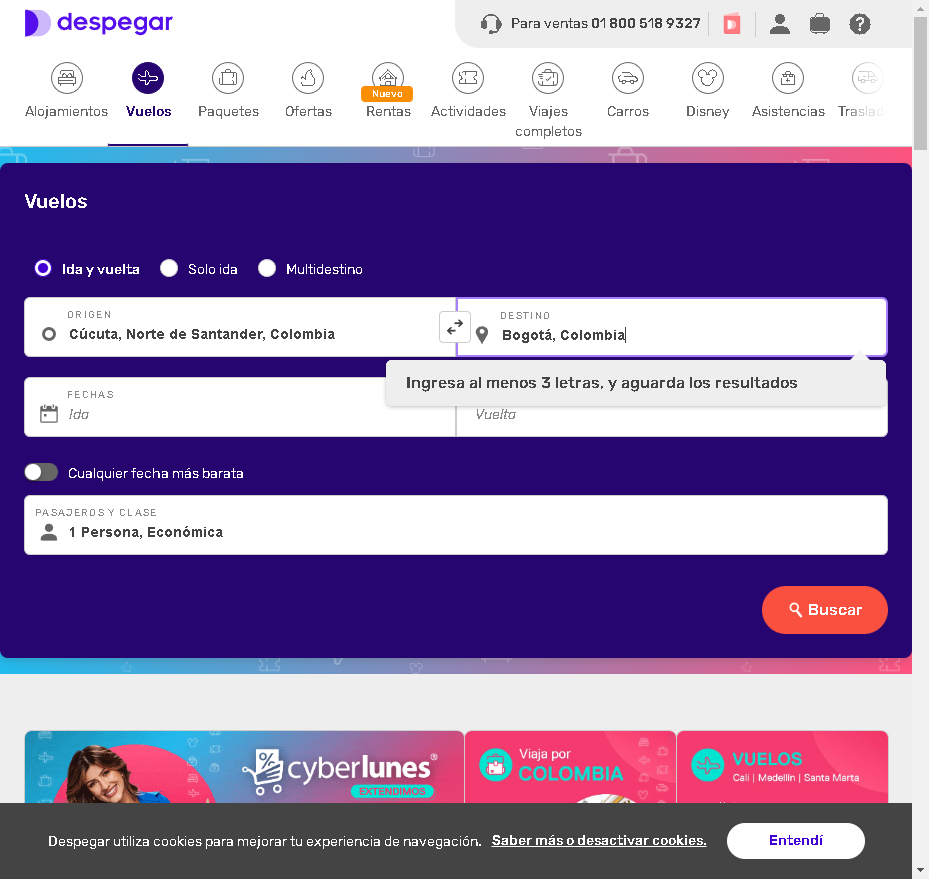 despegar
Para ventas 01 800 518 9327
Alojamientos
Vuelos
Paquetes
Ofertas
Nuevo
Rentas
Actividades
Viajes
completos
Carros
Disney
Asistencias
Traslad
Vuelos
Ida y vuelta
Solo ida
Multidestino
ORIGEN
Cúcuta, Norte de Santander, Colombia
DESTINO
Bogotá, Colombia
Ingresa al menos 3 letras, y aguarda los resultados
FECHAS
Ida
Vuelta
Cualquier fecha más barata
PASAJEROS Y CLASE
1 Persona, Económica
Buscar
cyberlunes
EXTENDIMOS
Viaja por
COLOMBIA
VUELOS
Cali | Medellín | Santa Marta
Despegar utiliza cookies para mejorar tu experiencia de navegación. Saber más o desactivar cookies.
Entendí